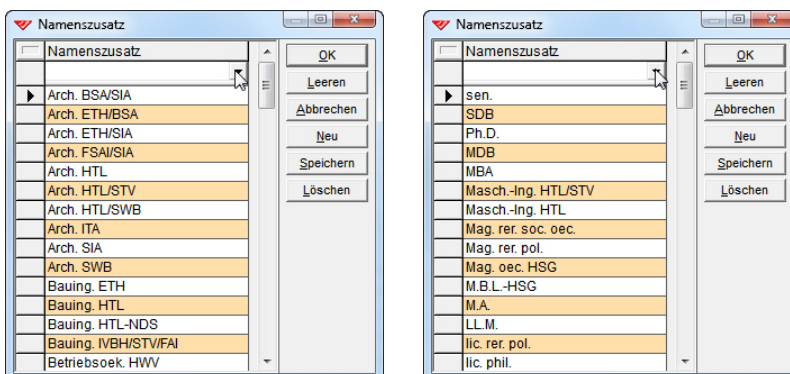 Namenszusatz
Namenszusatz
Arch. BSA/SIA
Arch. ETH/BSA
Arch. ETH/SIA
Arch. FSAI/SIA
Arch. HTL
Arch. HTL/STV
Arch. HTL/SWB
Arch. ITA
Arch. SIA
Arch. SWB
Bauing. ETH
Bauing. HTL
Bauing. HTL-NDS
Bauing. IVBH/STV/FAI
Betriebsoek. HWV
OK
Leeren
Abbrechen
Neu
Speichern
Löschen
Namenszusatz
Namenszusatz
sen.
SDB
Ph.D.
MDB
MBA
Masch.-Ing. HTL/STV
Masch.-Ing. HTL
Mag. rer. soc. oec.
Mag. rer. pol.
Mag. oec. HSG
M.B.L.-HSG
M.A.
LL.M.
lic. rer. pol.
lic. phil.
OK
Leeren
Abbrechen
Neu
Speichern
Löschen